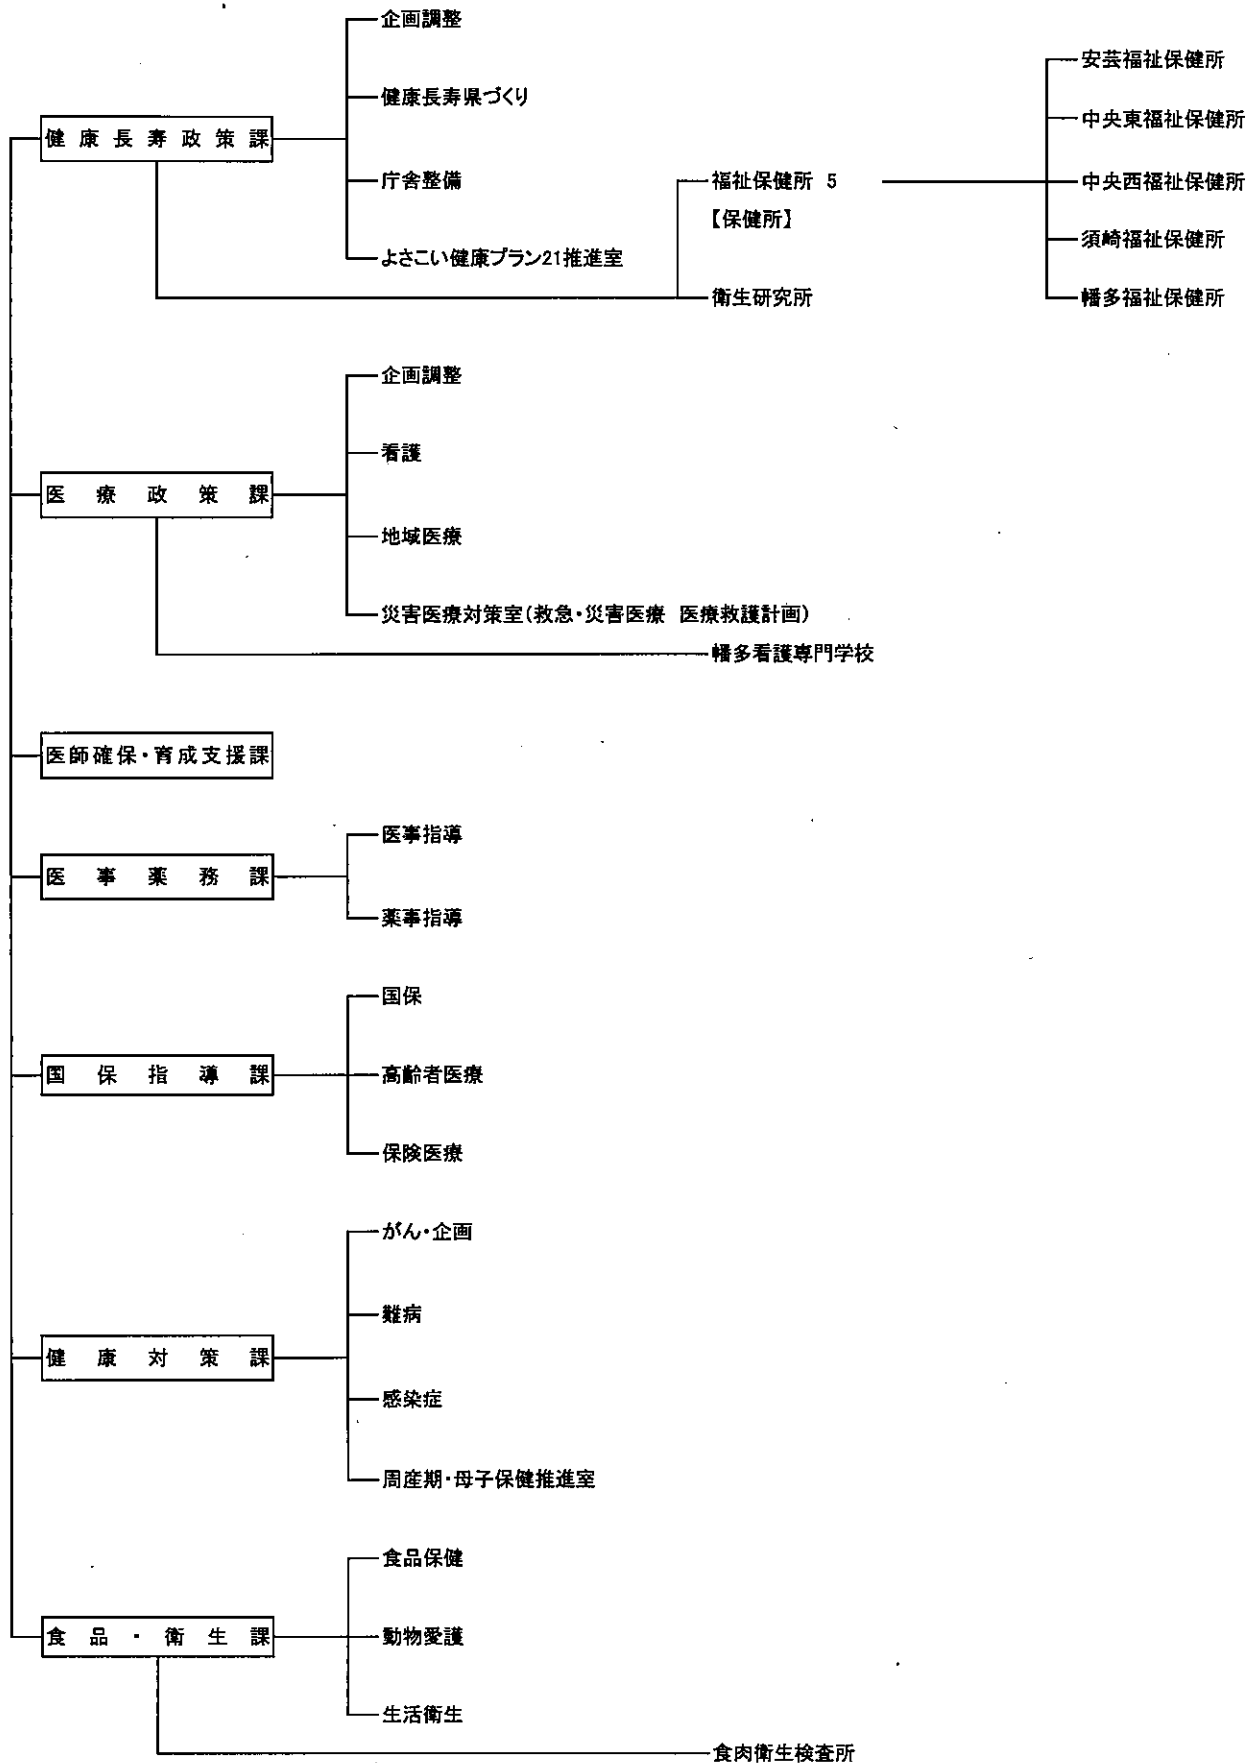 健康長寿政策課
企画調整
健康長寿県づくり
庁舎整備
よさこい健康プラン21推進室
福祉保健所 5
【保健所】
安芸福祉保健所
中央東福祉保健所
中央西福祉保健所
須崎福祉保健所
幡多福祉保健所
衛生研究所
医療政策課
企画調整
看護
地域医療
災害医療対策室(救急・災害医療 医療救護計画)
幡多看護専門学校
医師確保・育成支援課
医事薬務課
医事指導
薬事指導
国保指導課
国保
高齢者医療
保険医療
健康対策課
がん・企画
難病
感染症
周産期・母子保健推進室
食品・衛生課
食品保健
動物愛護
生活衛生
食肉衛生検査所